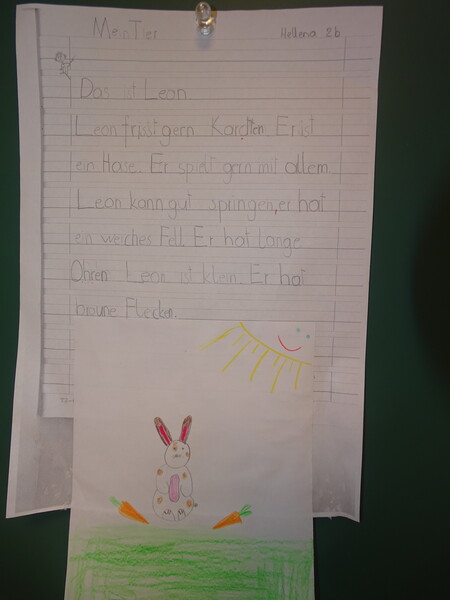 Mein Tier Hellena 2b
Das ist Leon.
Leon frisst gern Karotten. Er ist
ein Hase. Er spielt gern mit allem.
Leon kann gut springen, er hat
ein weiches Fell. Er hat lange
Ohren. Leon ist klein. Er hat
braune Flecken.